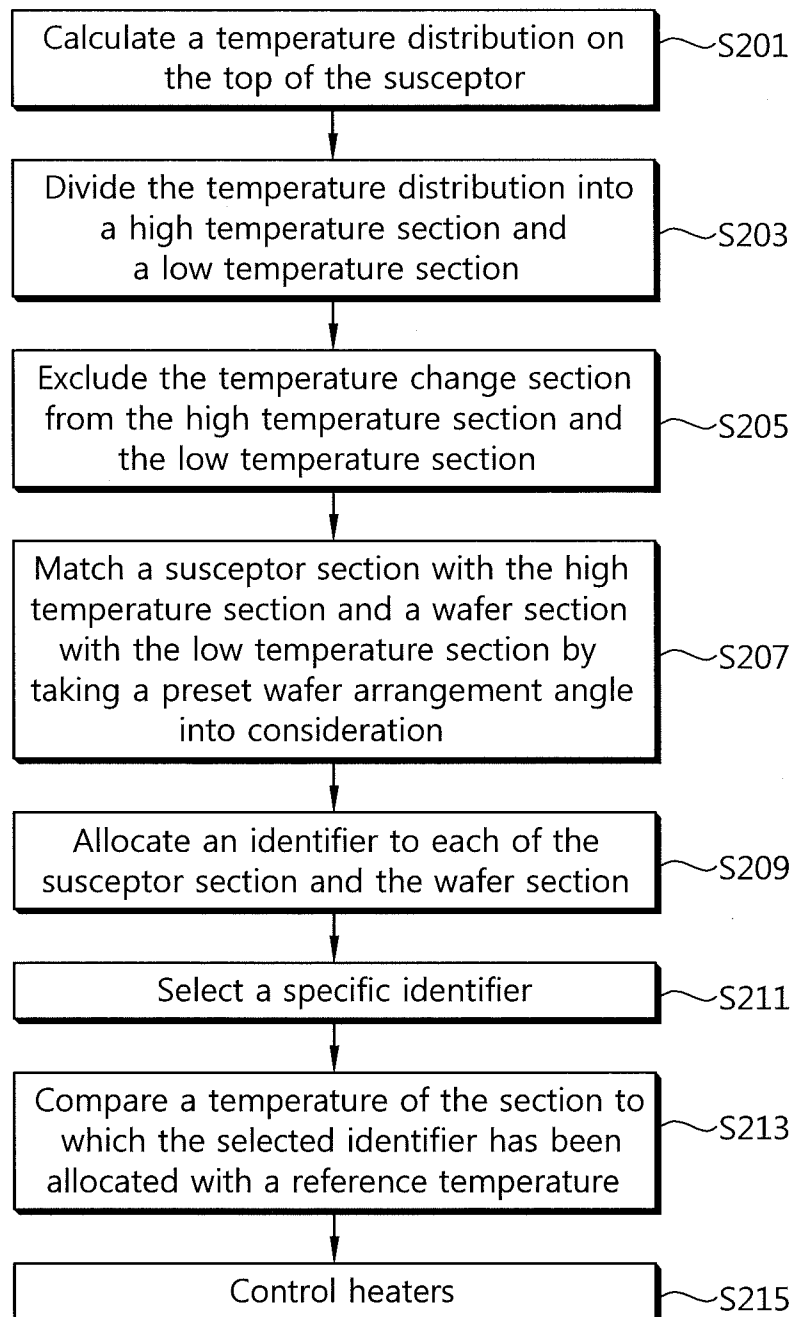 Calculate a temperature distribution on
the top of the susceptor
S201
Divide the temperature distribution into
a high temperature section and
a low temperature section
S203
Exclude the temperature change section
from the high temperature section and
the low temperature section
S205
Match a susceptor section with the high
temperature section and a wafer section
with the low temperature section by
taking a preset wafer arrangement angle
into consideration
S207
Allocate an identifier to each of the
susceptor section and the wafer section
S209
Select a specific identifier
S211
Compare a temperature of the section to
which the selected identifier has been
allocated with a reference temperature
S213
Control heaters
S215